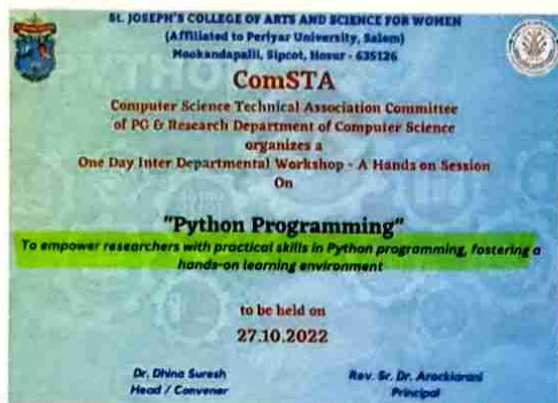 ST. JOSEPH'S COLLEGE OF ARTS AND SCIENCE FOR WOMEN
(Affiliated to Periyar University, Salem)
Mookandapalli, Sipcot, Hosur - 635126
ComSTA
Computer Science Technical Association Committee
of PG & Research Department of Computer Science
organizes a
One Day Inter Departmental Workshop - A Hands on Session
On
"Python Programming"
To empower researchers with practical skills in Python programming, fostering a
hands-on learning environment
to be held on
27.10.2022
Dr. Dhina Suresh
Head / Convener
Rev. Sr. Dr. Arockiarani
Principal